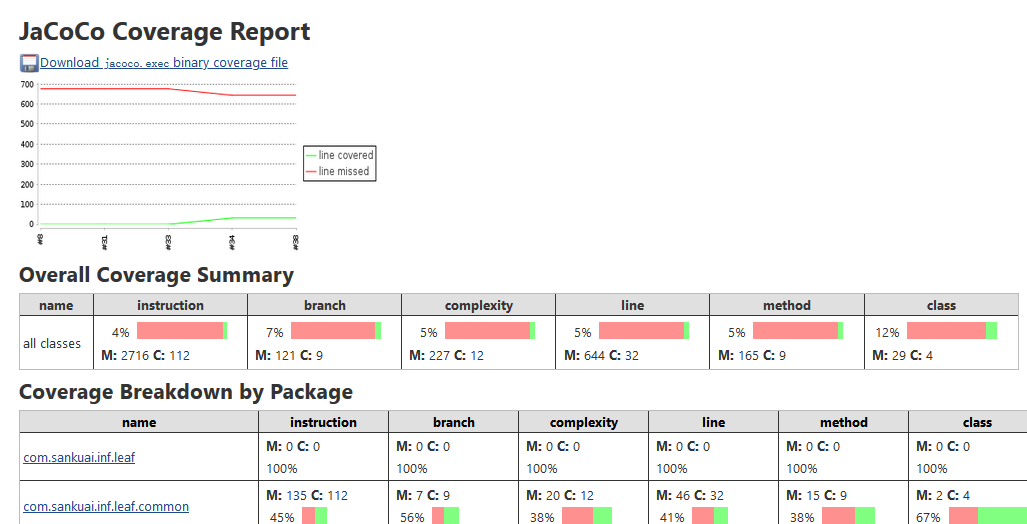 JaCoCo Coverage Report
Download jacoco.exec binary coverage file
700
600
500
400
300
200
100
0
#8
#31
#33
#34
#38
line covered
line missed
Overall Coverage Summary
name instruction branch complexity line method class
all classes
4% 7% 5% 5% 5% 12%
M: 2716 C: 112 M: 121 C: 9 M: 227 C: 12 M: 644 C: 32 M: 165 C: 9 M: 29 C: 4
Coverage Breakdown by Package
name instruction branch complexity line method class
com.sankuai.inf.leaf
M: 0 C: 0 M: 0 C: 0 M: 0 C: 0 M: 0 C: 0 M: 0 C: 0 M: 0 C: 0
100% 100% 100% 100% 100% 100%
com.sankuai.inf.leaf.common
M: 135 C: 112 M: 7 C: 9 M: 20 C: 12 M: 46 C: 32 M: 15 C: 9 M: 2 C: 4
45% 56% 38% 41% 38% 67%